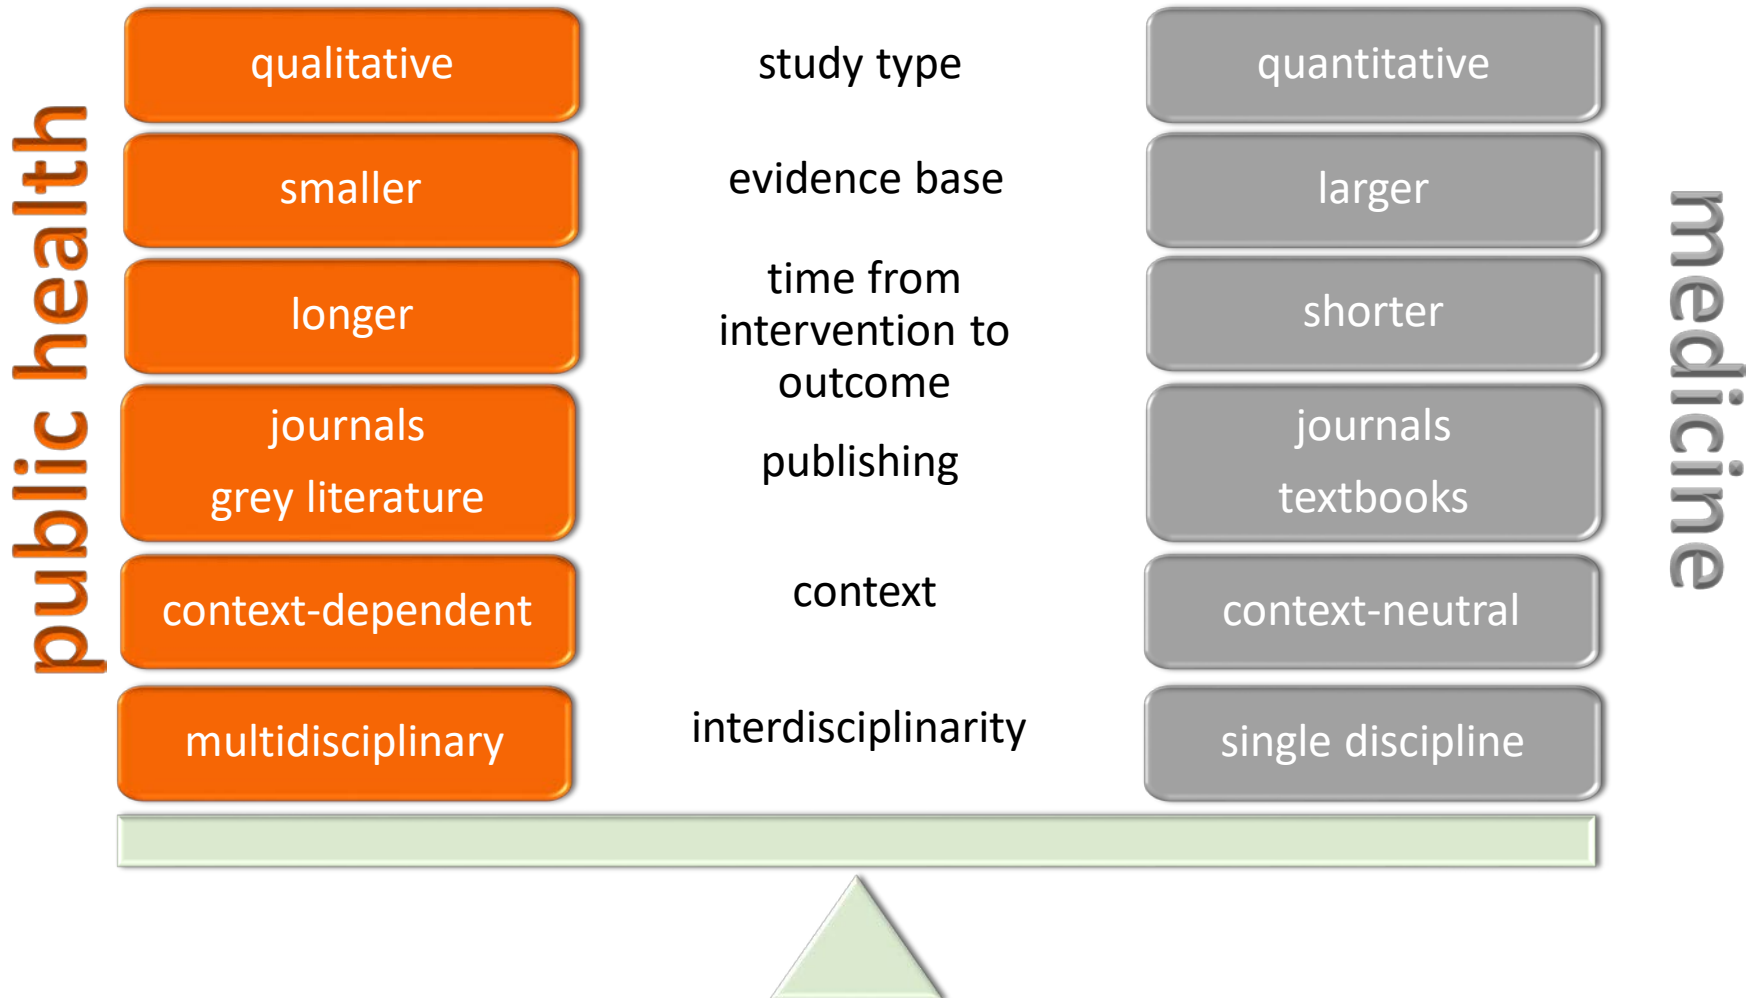 public health
qualitative
study type
quantitative
smaller
evidence base
larger
longer
time from
intervention to
outcome
shorter
journals
grey literature
publishing
journals
textbooks
context-dependent
context
context-neutral
multidisciplinary
interdisciplinarity
single discipline
medicine